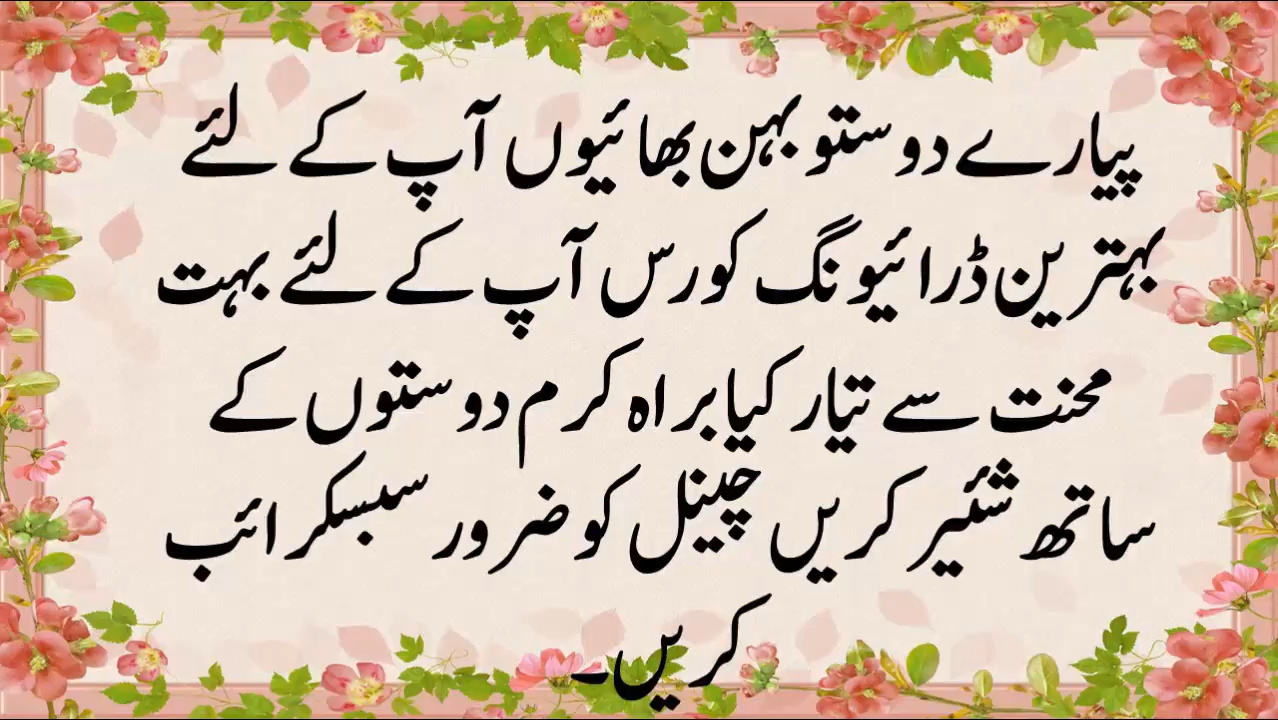 پیارے دوستو بہن بھائیوں آپ کے لئے
بہترین ڈرائیونگ کورس آپ کے لئے بہت
محنت سے تیار کیا براہ کرم دوستوں کے
ساتھ شئیر کریں چینل کو ضرور سبسکرائب
کریں۔